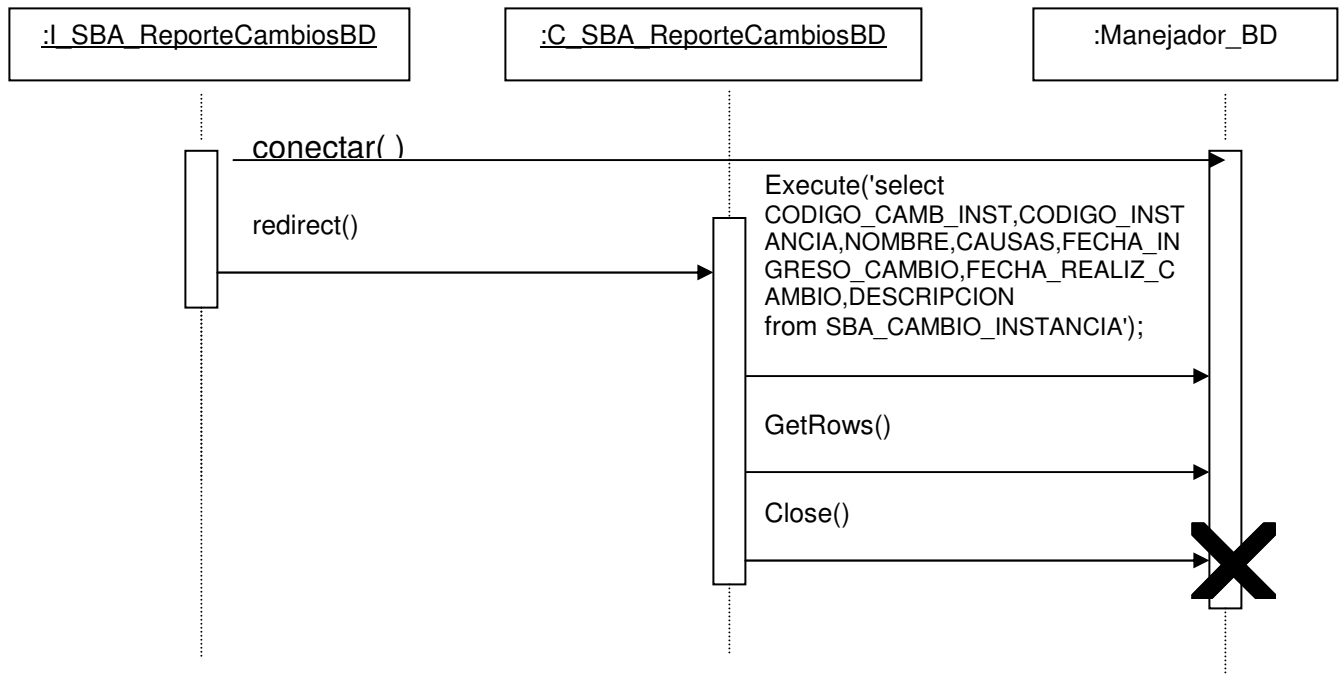 :I_SBA_ReporteCambiosBD
:C_SBA_ReporteCambiosBD
:Manejador_BD
conectar( )
redirect()
Execute('select
CODIGO_CAMB_INST,CODIGO_INST
ANCIA,NOMBRE,CAUSAS,FECHA_IN
GRESO_CAMBIO,FECHA_REALIZ_C
AMBIO,DESCRIPCION
from SBA_CAMBIO_INSTANCIA');
GetRows()
Close()